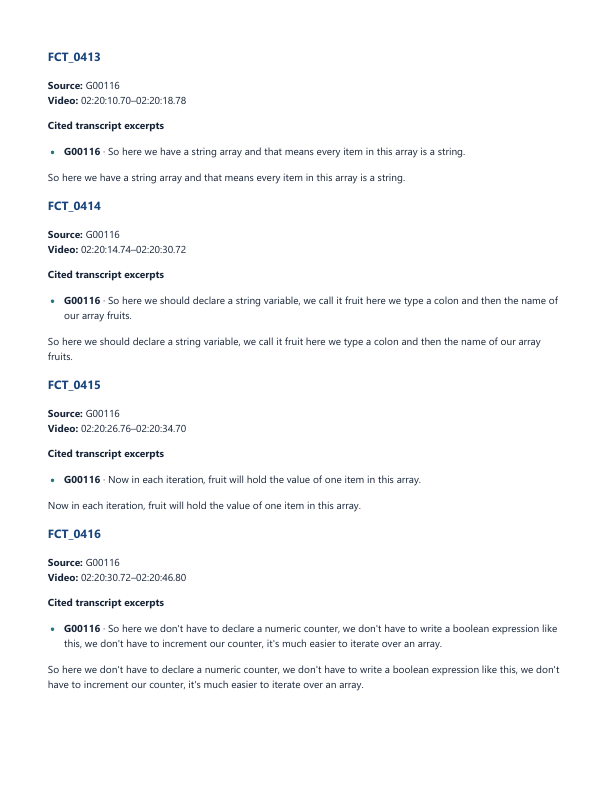 FCT_0413
Source: G00116
Video: 02:20:10.70–02:20:18.78
Cited transcript excerpts
• G00116 · So here we have a string array and that means every item in this array is a string.
So here we have a string array and that means every item in this array is a string.
FCT_0414
Source: G00116
Video: 02:20:14.74–02:20:30.72
Cited transcript excerpts
• G00116 · So here we should declare a string variable, we call it fruit here we type a colon and then the name of
our array fruits.
So here we should declare a string variable, we call it fruit here we type a colon and then the name of our array
fruits.
FCT_0415
Source: G00116
Video: 02:20:26.76–02:20:34.70
Cited transcript excerpts
• G00116 · Now in each iteration, fruit will hold the value of one item in this array.
Now in each iteration, fruit will hold the value of one item in this array.
FCT_0416
Source: G00116
Video: 02:20:30.72–02:20:46.80
Cited transcript excerpts
• G00116 · So here we don't have to declare a numeric counter, we don't have to write a boolean expression like
this, we don't have to increment our counter, it's much easier to iterate over an array.
So here we don't have to declare a numeric counter, we don't have to write a boolean expression like this, we don't
have to increment our counter, it's much easier to iterate over an array.